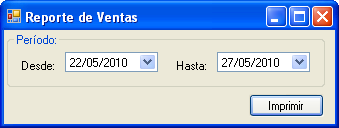 Reporte de Ventas
Período:
Desde: 22/05/2010 Hasta: 27/05/2010
Imprimir